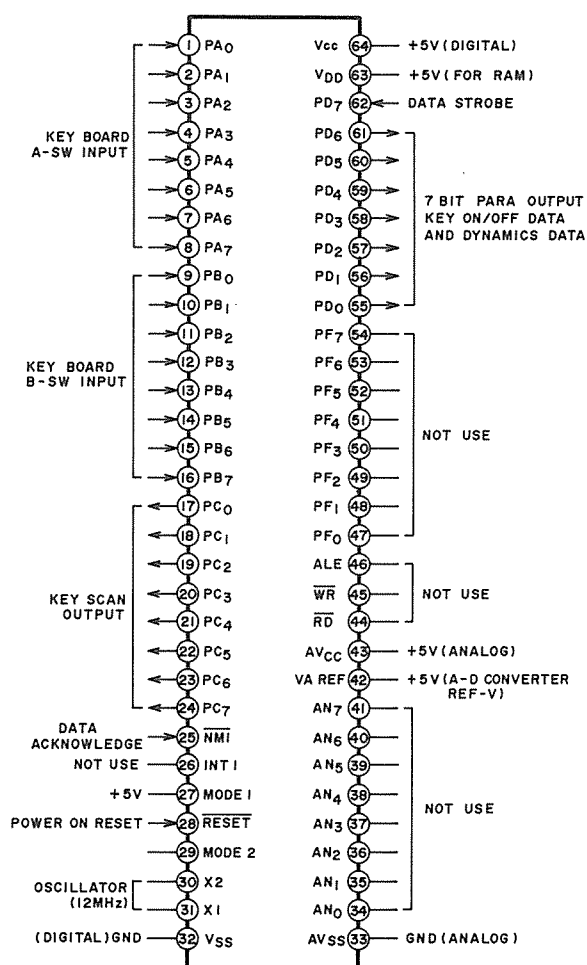 1 PA0 Vcc 64 +5V (DIGITAL)
2 PA1 VDD 63 +5V (FOR RAM)
3 PA2 PD7 62 DATA STROBE
4 PA3 PD6 61
KEY BOARD
A-SW INPUT
5 PA4 PD5 60
6 PA5 PD4 59
7 PA6 PD3 58
7 BIT PARA OUTPUT
KEY ON/OFF DATA
AND DYNAMICS DATA
8 PA7 PD2 57
9 PB0 PD1 56
10 PB1 PD0 55
11 PB2 PF7 54
12 PB3 PF6 53
KEY BOARD
B-SW INPUT
13 PB4 PF5 52
14 PB5 PF4 51
NOT USE
15 PB6 PF3 50
16 PB7 PF2 49
17 PC0 PF1 48
18 PC1 PF0 47
19 PC2 ALE 46
20 PC3 WR 45
NOT USE
KEY SCAN
OUTPUT
21 PC4 RD 44
22 PC5 AVCC 43 +5V (ANALOG)
23 PC6 VA REF 42 +5V (A-D CONVERTER
REF-V)
24 PC7 AN7 41
DATA
ACKNOWLEDGE 25 NMI AN6 40
NOT USE 26 INT1 AN5 39
+5V 27 MODE 1 AN4 38
NOT USE
POWER ON RESET 28 RESET AN3 37
29 MODE 2 AN2 36
30 X2 AN1 35
OSCILLATOR
(12MHz)
31 X1 AN0 34
(DIGITAL) GND 32 VSS AVSS 33 GND (ANALOG)